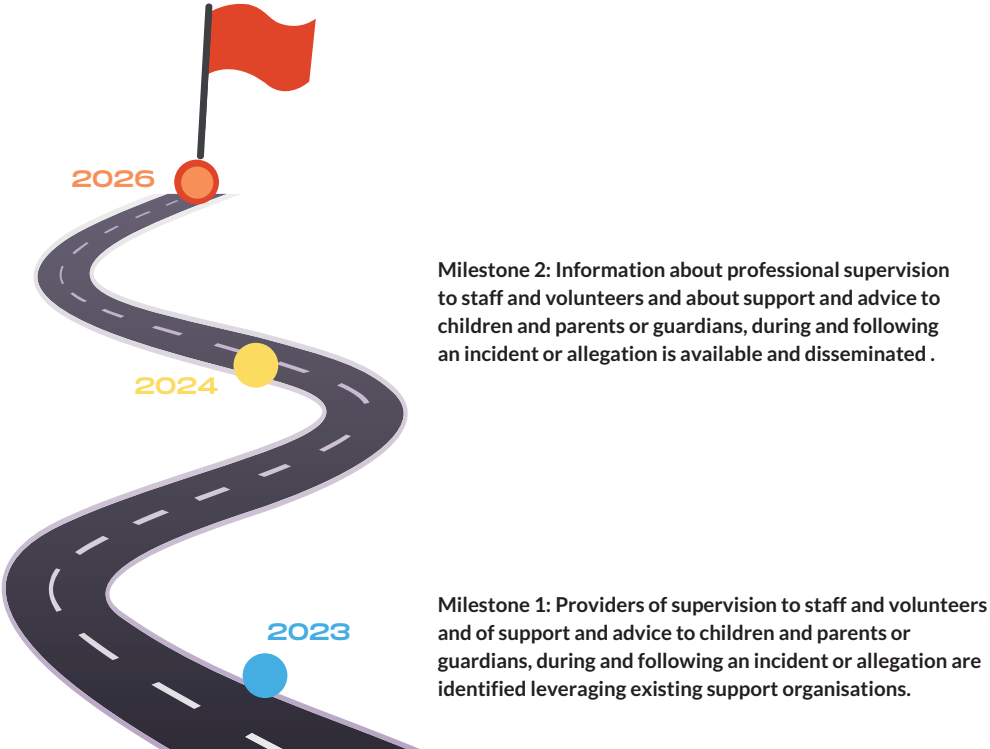 2026
Milestone 2: Information about professional supervision
to staff and volunteers and about support and advice to
children and parents or guardians, during and following
an incident or allegation is available and disseminated .
2024
Milestone 1: Providers of supervision to staff and volunteers
and of support and advice to children and parents or
guardians, during and following an incident or allegation are
identified leveraging existing support organisations.
2023